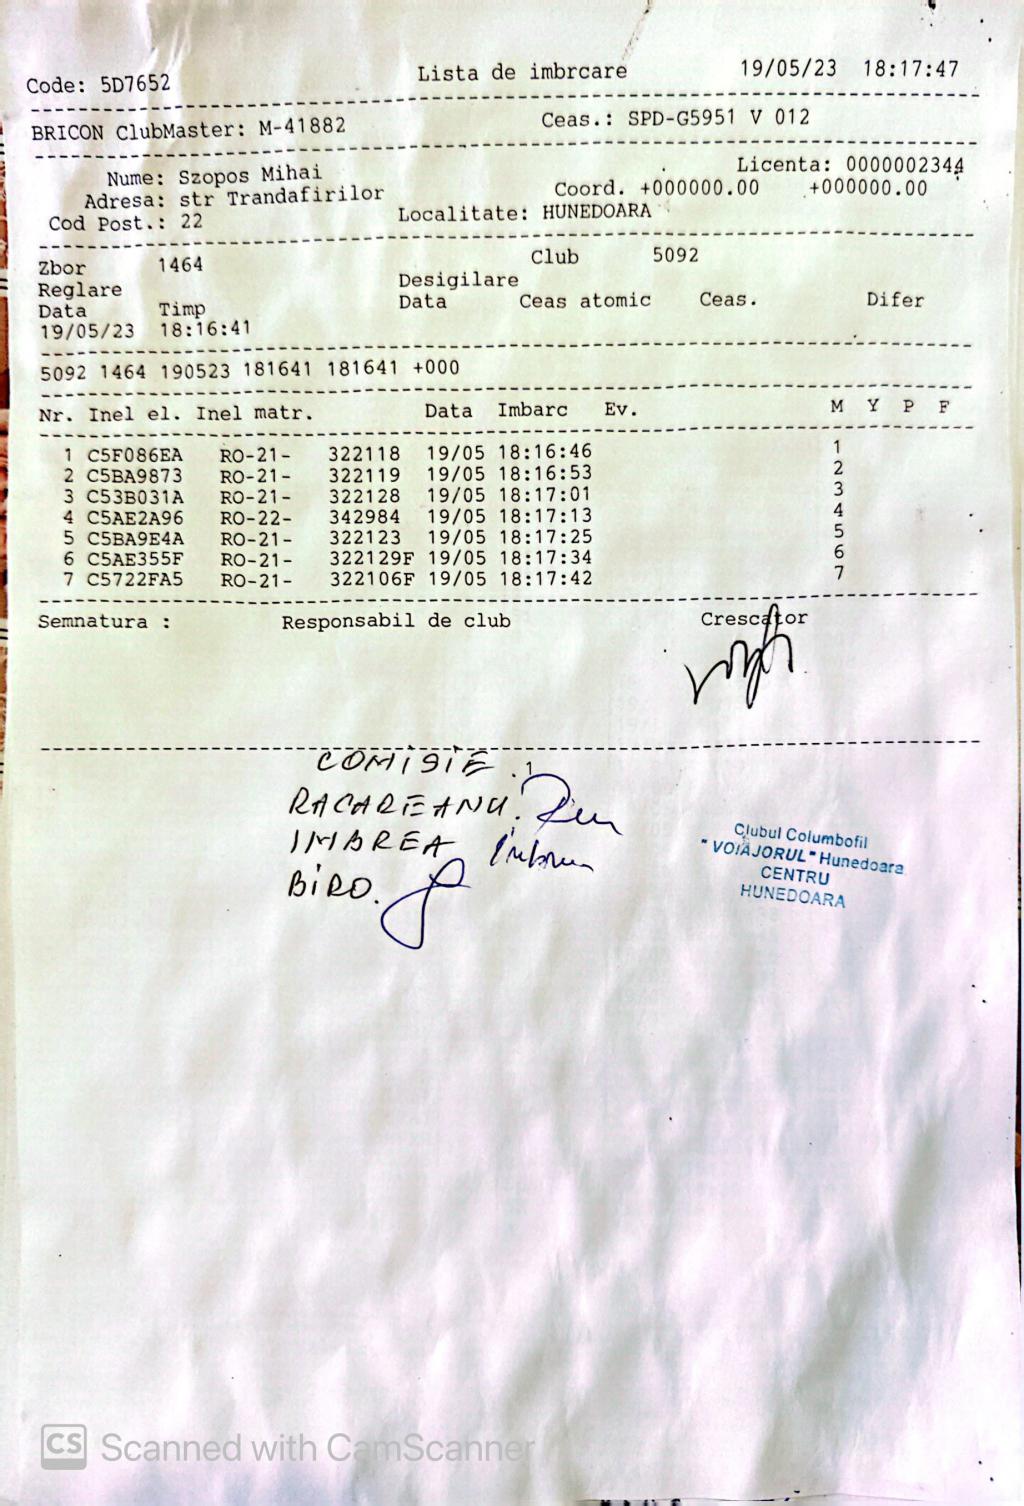 Code: 5D7652 Lista de imbrcare 19/05/23 18:17:47
BRICON ClubMaster: M-41882 Ceas.: SPD-G5951 V 012
Nume: Szopos Mihai Licenta: 0000002344
Adresa: str Trandafirilor Coord. +000000.00 +000000.00
Cod Post.: 22 Localitate: HUNEDOARA
Zbor 1464 Club 5092
Reglare Desigilare
Data Timp Data Ceas atomic Ceas. Difer
19/05/23 18:16:41
5092 1464 190523 181641 181641 +000
Nr. Inel el. Inel matr. Data Imbarc Ev. M Y P F
1 C5F086EA RO-21- 322118 19/05 18:16:46 1
2 C5BA9873 RO-21- 322119 19/05 18:16:53 2
3 C53B031A RO-21- 322128 19/05 18:17:01 3
4 C5AE2A96 RO-22- 342984 19/05 18:17:13 4
5 C5BA9E4A RO-21- 322123 19/05 18:17:25 5
6 C5AE355F RO-21- 322129F 19/05 18:17:34 6
7 C5722FA5 RO-21- 322106F 19/05 18:17:42 7
Semnatura : Responsabil de club Crescator
COMISIE
RACAREANU.
IMBREA
BIRO.
Clubul Columbofil
"VOIAJORUL" Hunedoara
CENTRU
HUNEDOARA
CS Scanned with CamScanner